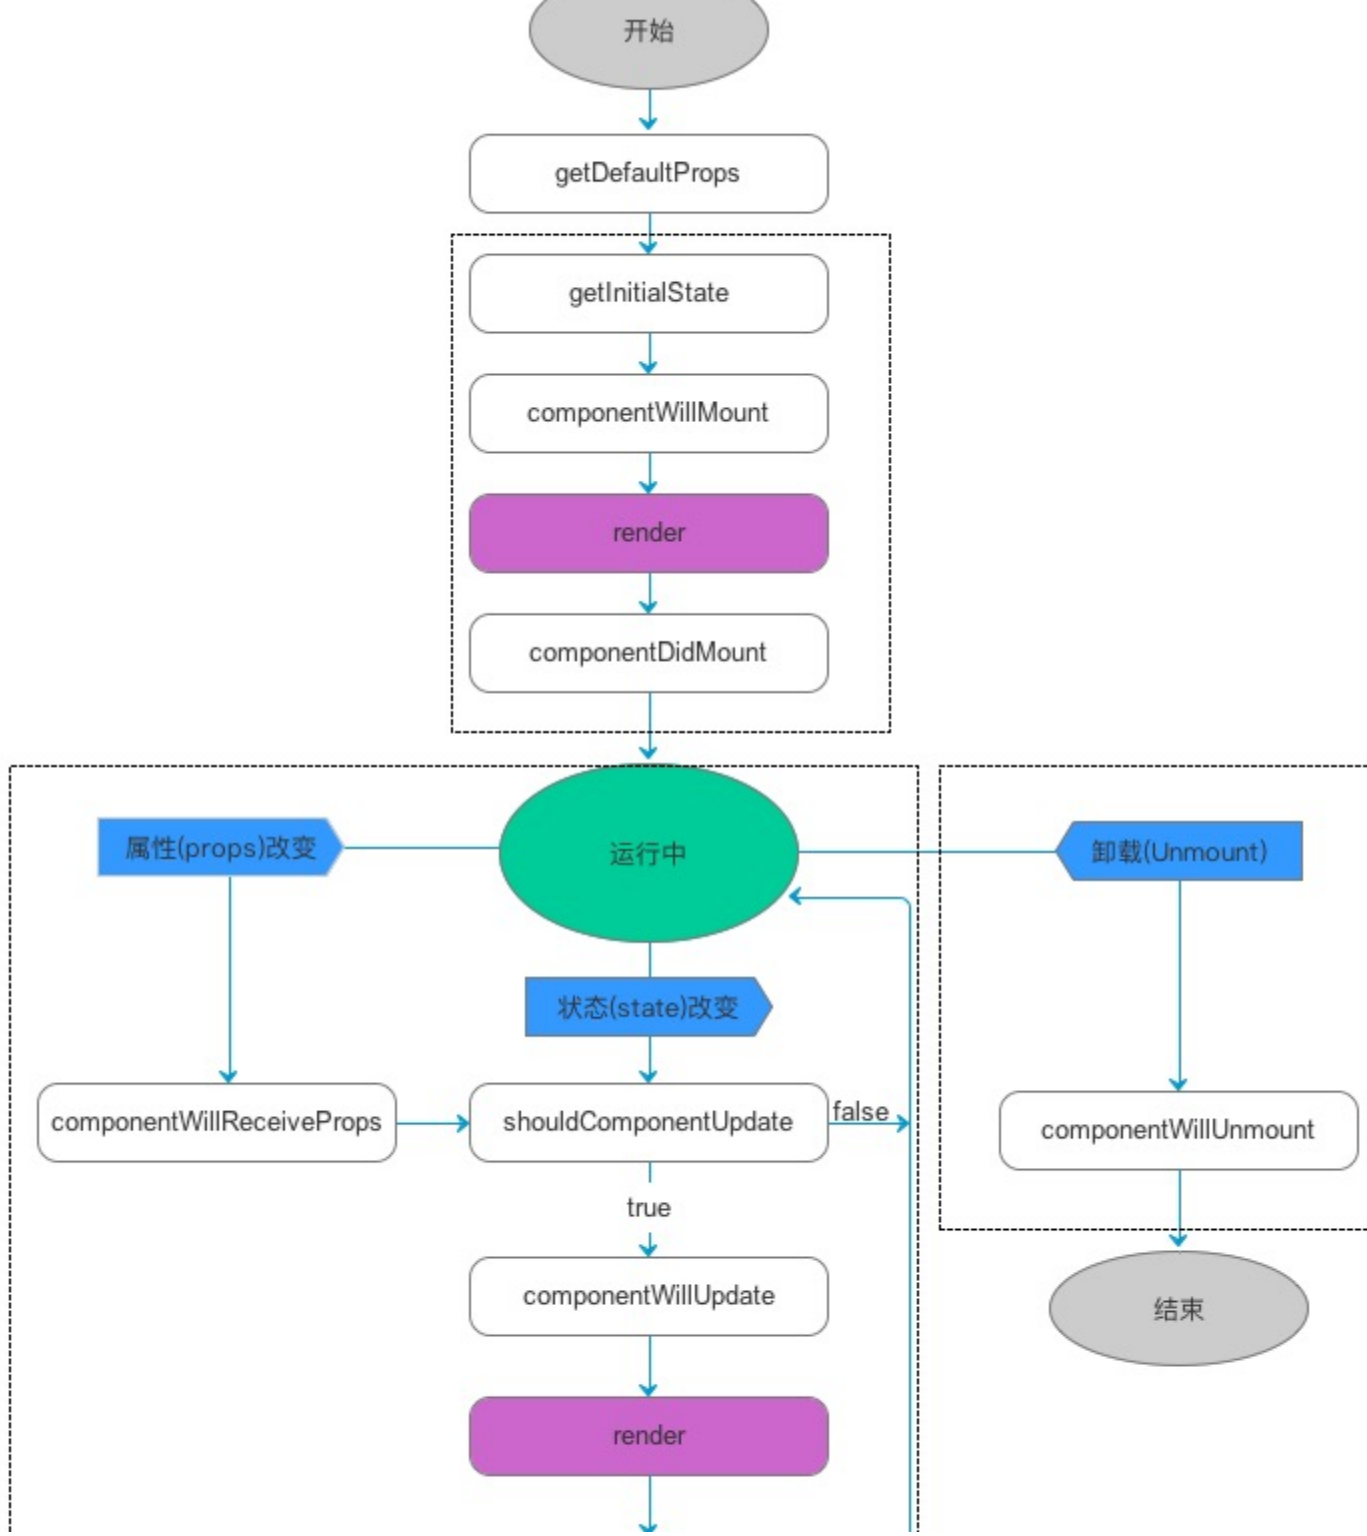 开始
getDefaultProps
getInitialState
componentWillMount
render
componentDidMount
属性(props)改变
运行中
卸载(Unmount)
状态(state)改变
componentWillReceiveProps
shouldComponentUpdate
false
componentWillUnmount
true
componentWillUpdate
结束
render